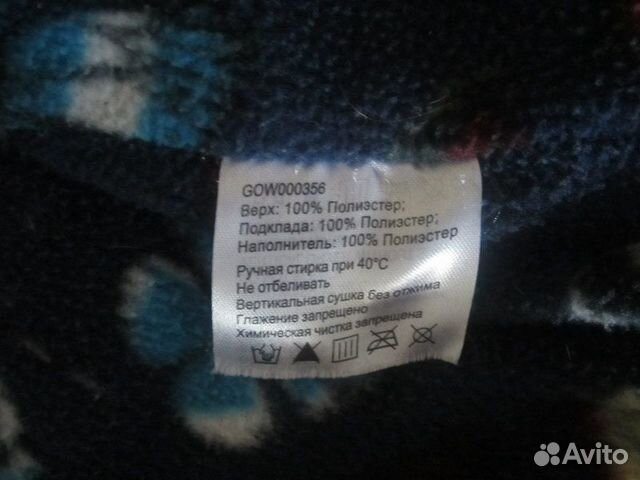 GOW000356
Верх: 100% Полиэстер;
Подклада: 100% Полиэстер;
Наполнитель: 100% Полиэстер
Ручная стирка при 40°C
Не отбеливать
Вертикальная сушка без отжима
Глажение запрещено
Химическая чистка запрещена
Avito